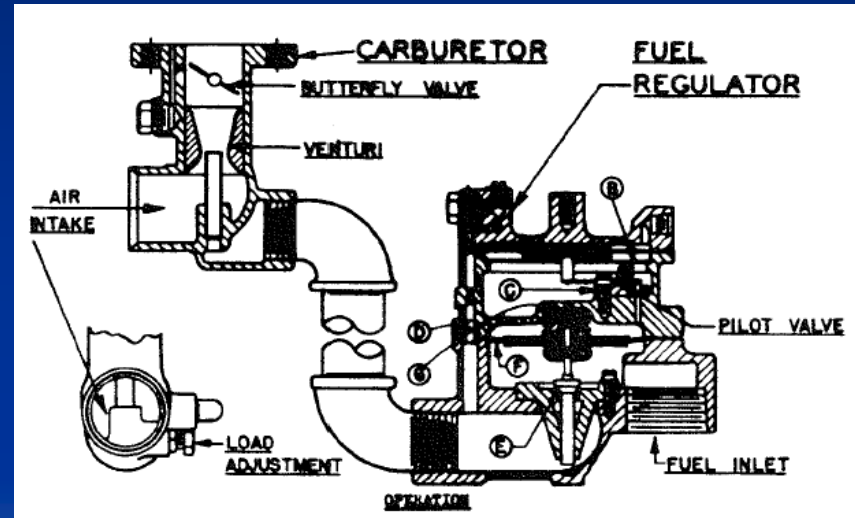 CARBURETOR
FUEL
REGULATOR
BUTTERFLY VALVE
VENTURI
AIR
INTAKE
B
C
D
PILOT VALVE
G
F
LOAD
ADJUSTMENT
E
FUEL INLET
OPERATION